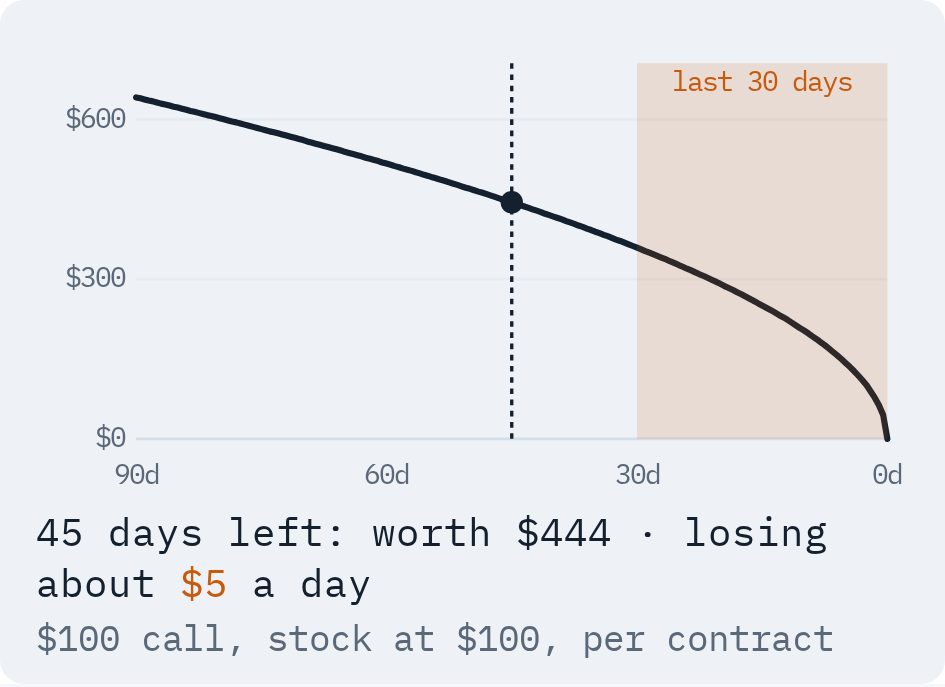 last 30 days
$600
$300
$0
90d 60d 30d 0d
45 days left: worth $444 · losing
about $5 a day
$100 call, stock at $100, per contract